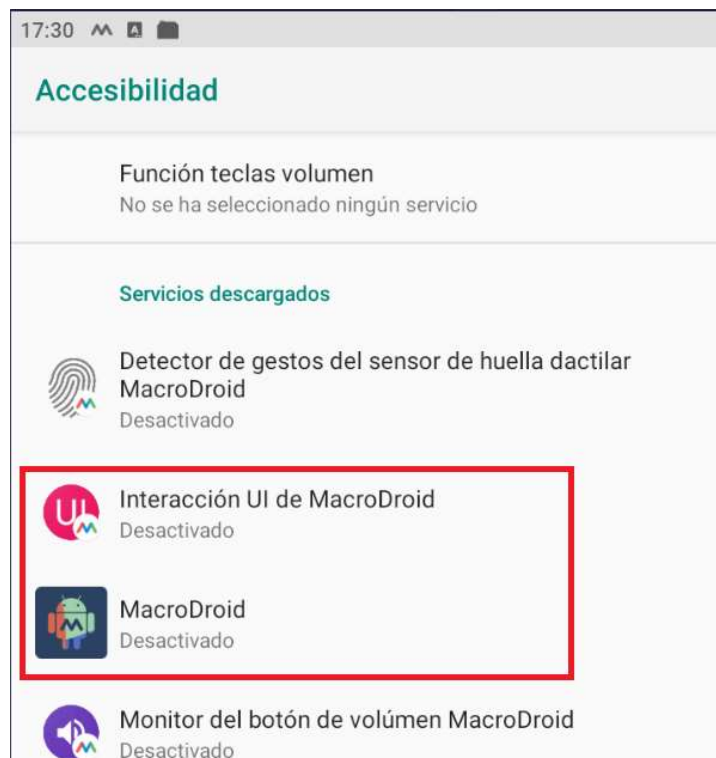 17:30
Accesibilidad
Función teclas volumen
No se ha seleccionado ningún servicio
Servicios descargados
Detector de gestos del sensor de huella dactilar
MacroDroid
Desactivado
UI
Interacción UI de MacroDroid
Desactivado
MacroDroid
Desactivado
Monitor del botón de volúmen MacroDroid
Desactivado